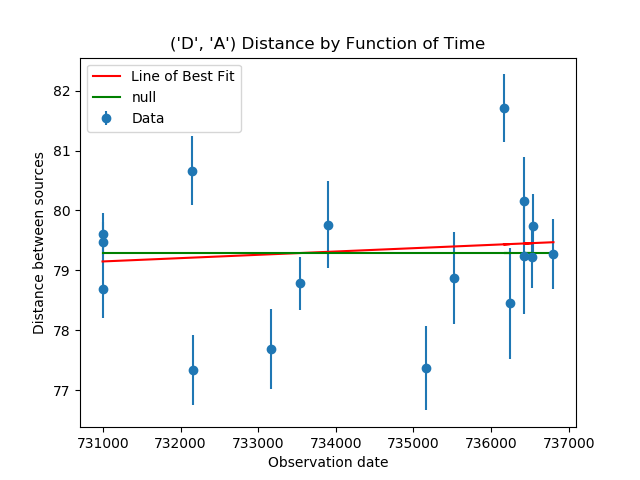 ('D', 'A') Distance by Function of Time
Line of Best Fit
null
Data
Distance between sources
82
81
80
79
78
77
731000 732000 733000 734000 735000 736000 737000
Observation date